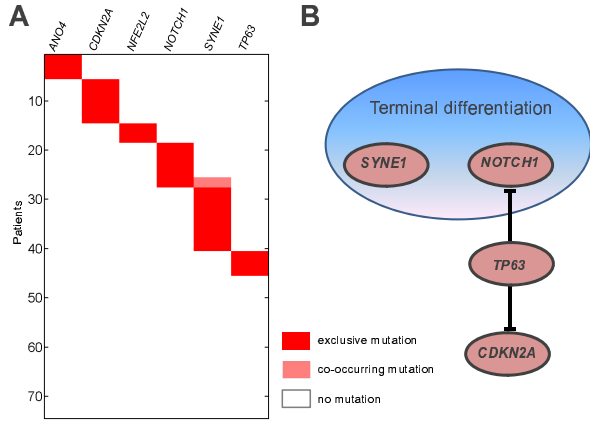 A
ANO4
CDKN2A
NFE2L2
NOTCH1
SYNE1
TP63
Patients
10
20
30
40
50
60
70
exclusive mutation
co-occurring mutation
no mutation
B
Terminal differentiation
SYNE1
NOTCH1
TP63
CDKN2A